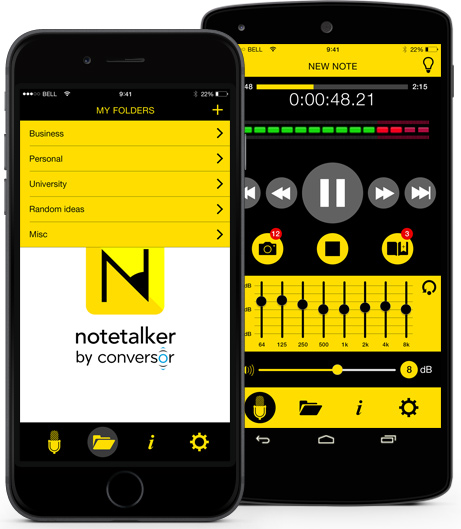 BELL 9:41 22%
MY FOLDERS +
Business
Personal
University
Random ideas
Misc
notetalker
by conversor
i
BELL 9:41 22%
NEW NOTE
48 2:15
0:00:48.21
12 3
dB dB
dB dB
64 125 250 500 1k 2k 4k 8k
8 dB
i